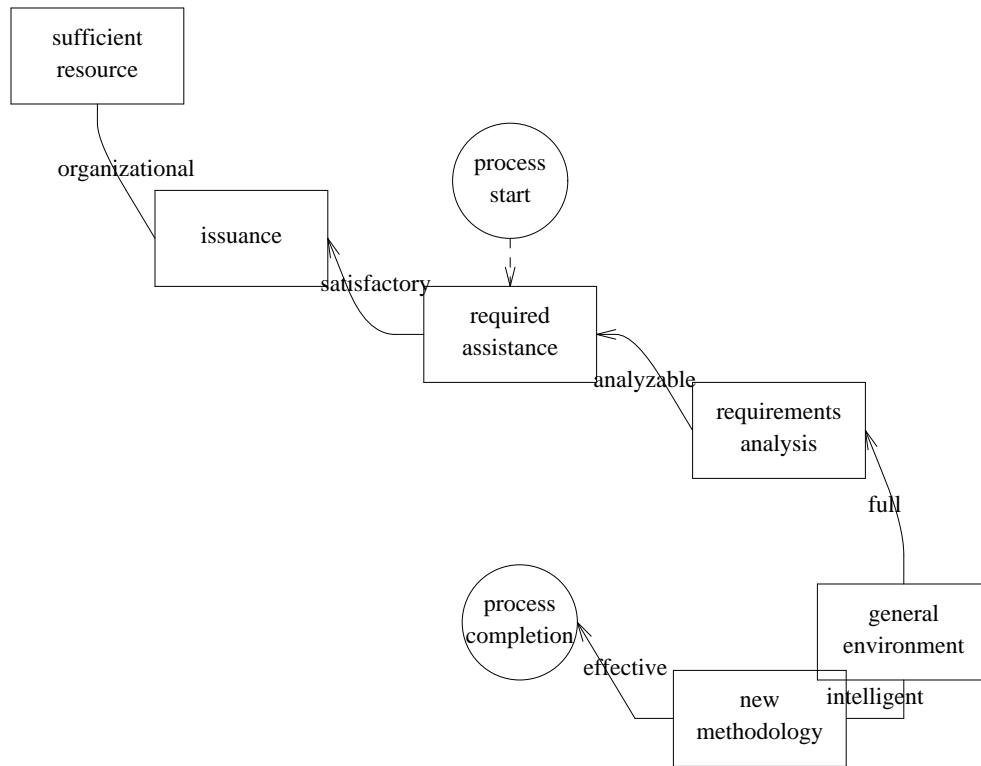 sufficient
resource
organizational
process
start
issuance
satisfactory
required
assistance
analyzable
requirements
analysis
full
process
completion
general
environment
effective
intelligent
new
methodology